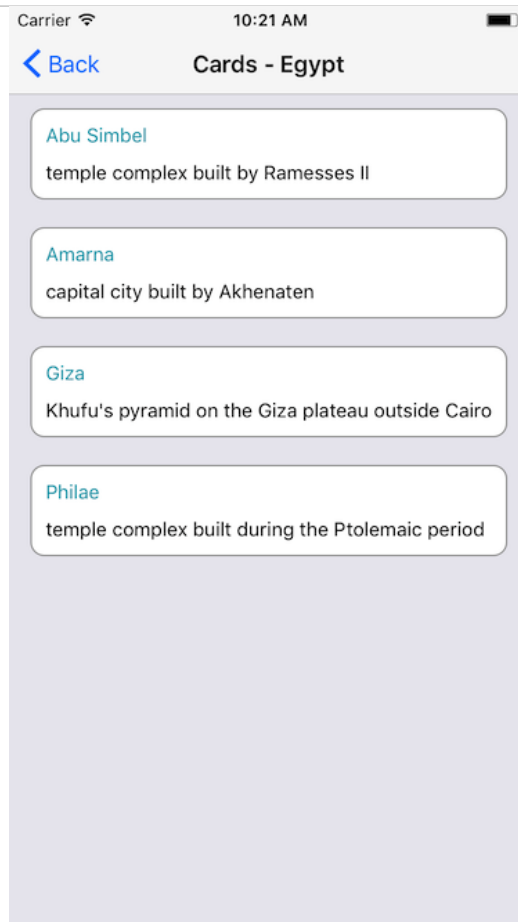 Carrier 10:21 AM
Back Cards - Egypt
Abu Simbel
temple complex built by Ramesses II
Amarna
capital city built by Akhenaten
Giza
Khufu's pyramid on the Giza plateau outside Cairo
Philae
temple complex built during the Ptolemaic period